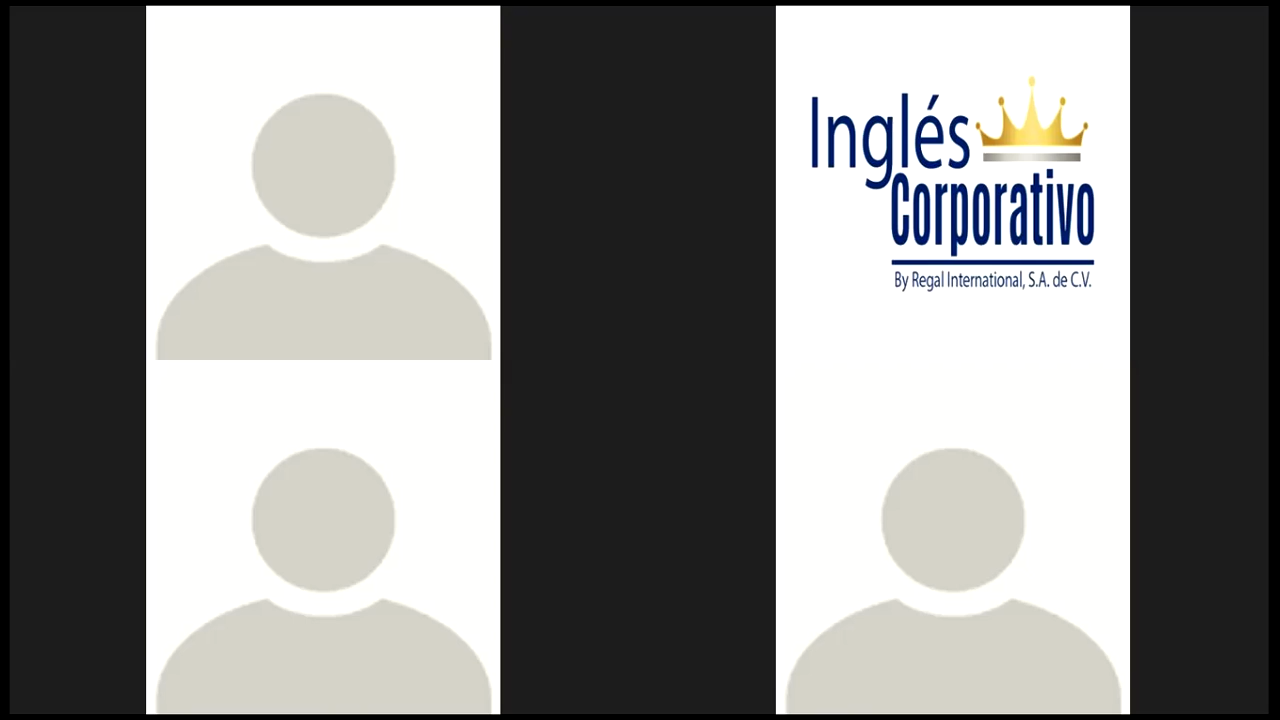 Inglés
Corporativo
By Regal International, S.A. de C.V.